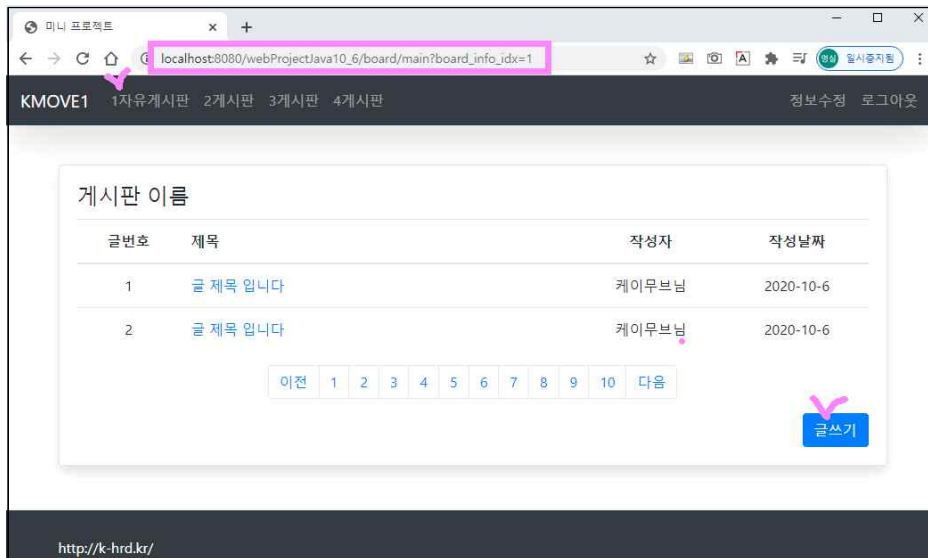 미니 프로젝트
localhost:8080/webProjectJava10_6/board/main?board_info_idx=1
영실 일시중지됨
KMOVE1 1자유게시판 2게시판 3게시판 4게시판 정보수정 로그아웃
게시판 이름
글번호 제목 작성자 작성날짜
1 글 제목 입니다 케이무브님 2020-10-6
2 글 제목 입니다 케이무브님 2020-10-6
이전 1 2 3 4 5 6 7 8 9 10 다음
글쓰기
http://k-hrd.kr/